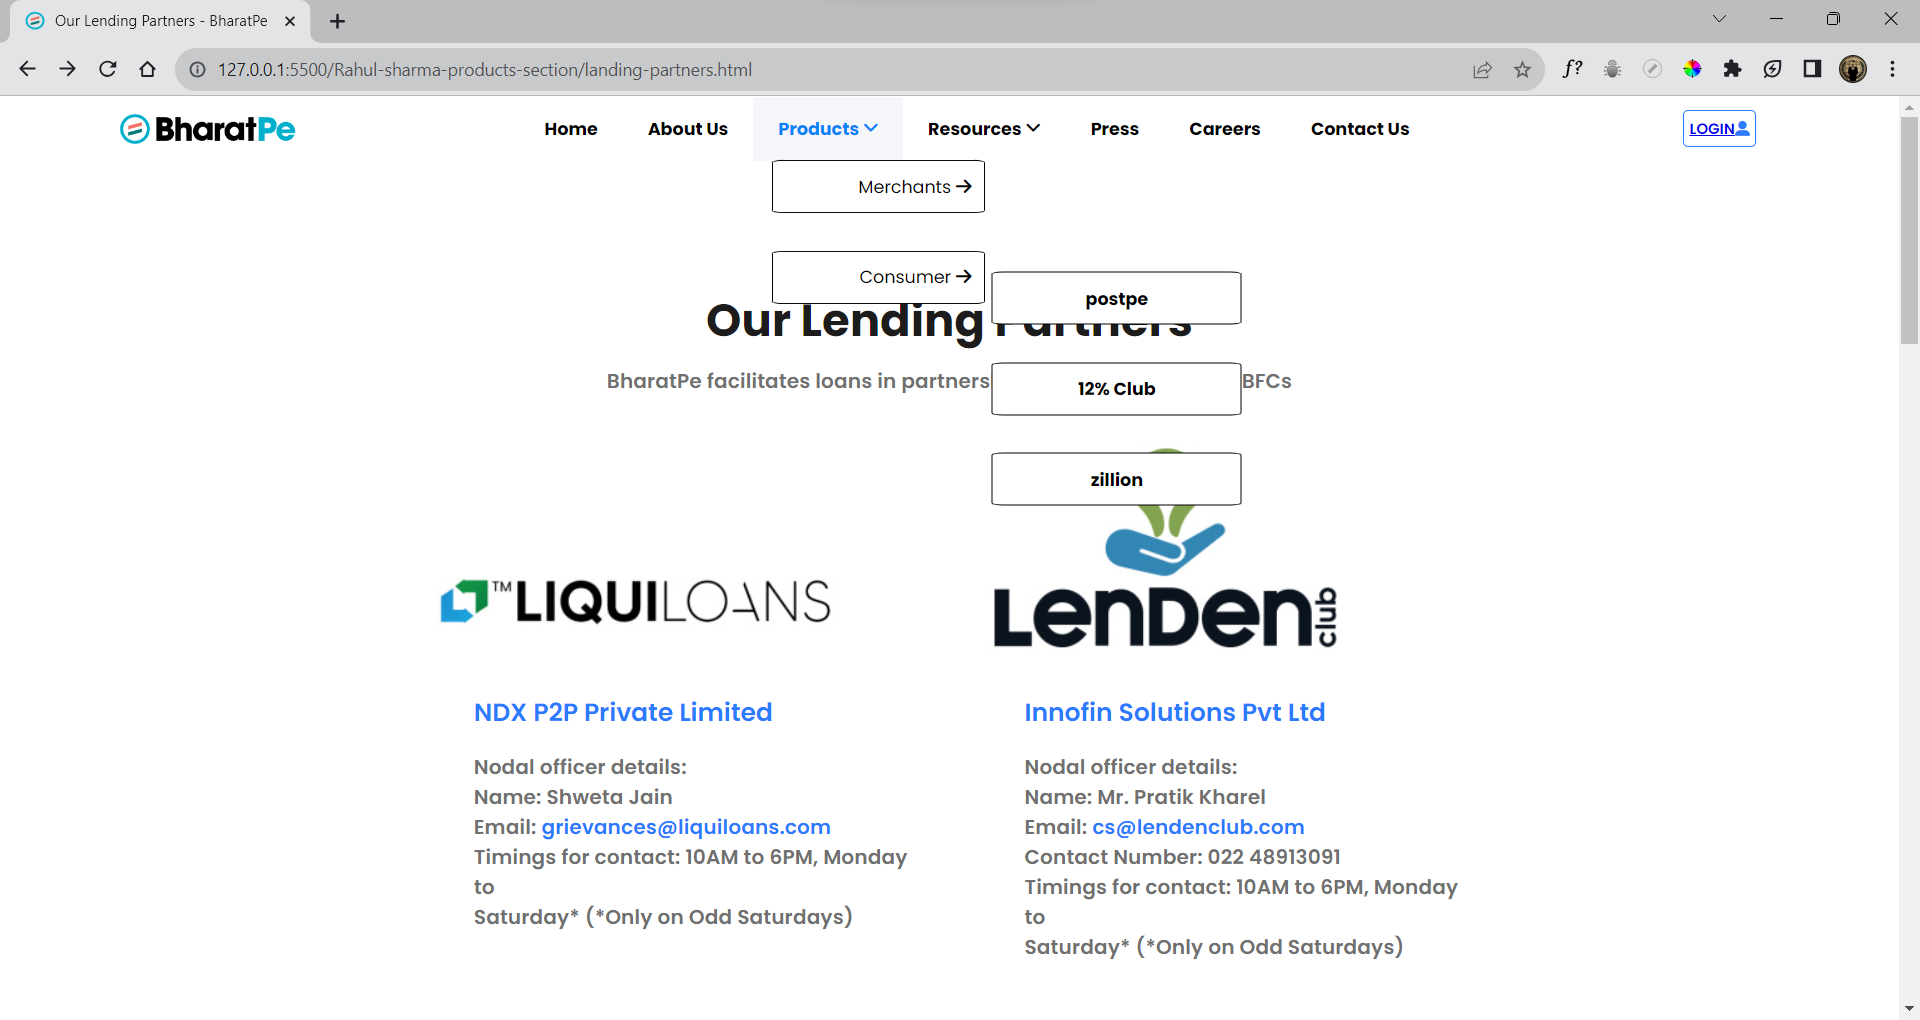 Our Lending Partners - BharatPe
127.0.0.1:5500/Rahul-sharma-products-section/landing-partners.html
f?
BharatPe
Home
About Us
Products
Resources
Press
Careers
Contact Us
LOGIN
Merchants
Consumer
postpe
Our Lending Partners
12% Club
BharatPe facilitates loans in partners
BFCs
zillion
TM LIQUILOANS
LenDen club
NDX P2P Private Limited
Nodal officer details:
Name: Shweta Jain
Email: grievances@liquiloans.com
Timings for contact: 10AM to 6PM, Monday
to
Saturday* (*Only on Odd Saturdays)
Innofin Solutions Pvt Ltd
Nodal officer details:
Name: Mr. Pratik Kharel
Email: cs@lendenclub.com
Contact Number: 022 48913091
Timings for contact: 10AM to 6PM, Monday
to
Saturday* (*Only on Odd Saturdays)